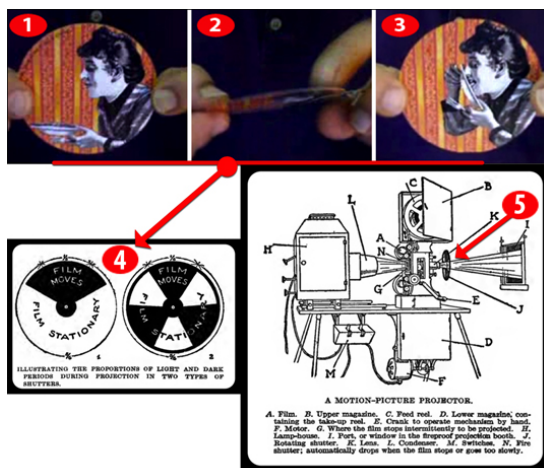 1
2
3
4
5
FILM
MOVES
FILM STATIONARY
1
FILM
MOVES
FILM STATIONARY
2
ILLUSTRATING THE PROPORTIONS OF LIGHT AND DARK
PERIODS DURING PROJECTION IN TWO TYPES OF
SHUTTERS.
C
B
L
A
K
I
H
N
G
J
E
D
M
F
A MOTION-PICTURE PROJECTOR.
A. Film. B. Upper magazine. C. Feed reel. D. Lower magazine, con-
taining the take-up reel. E. Crank to operate mechanism by hand.
F. Motor. G. Where the film stops intermittently to be projected. H.
Lamp-house. I. Port, or window in the fireproof projection booth. J.
Rotating shutter. K. Lens. L. Condenser. M. Switches. N. Fire
shutter; automatically drops when the film stops or goes too slowly.